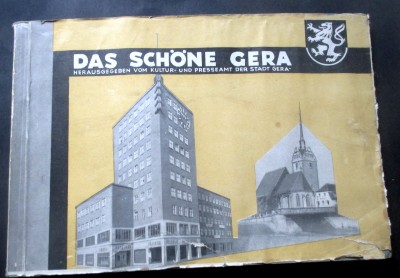 DAS SCHÖNE GERA
HERAUSGEGEBEN VOM KULTUR- UND PRESSEAMT DER STADT GERA